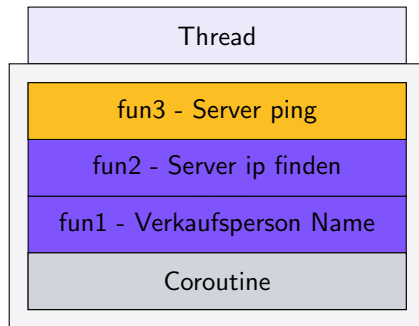 Thread
fun3 - Server ping
fun2 - Server ip finden
fun1 - Verkaufsperson Name
Coroutine